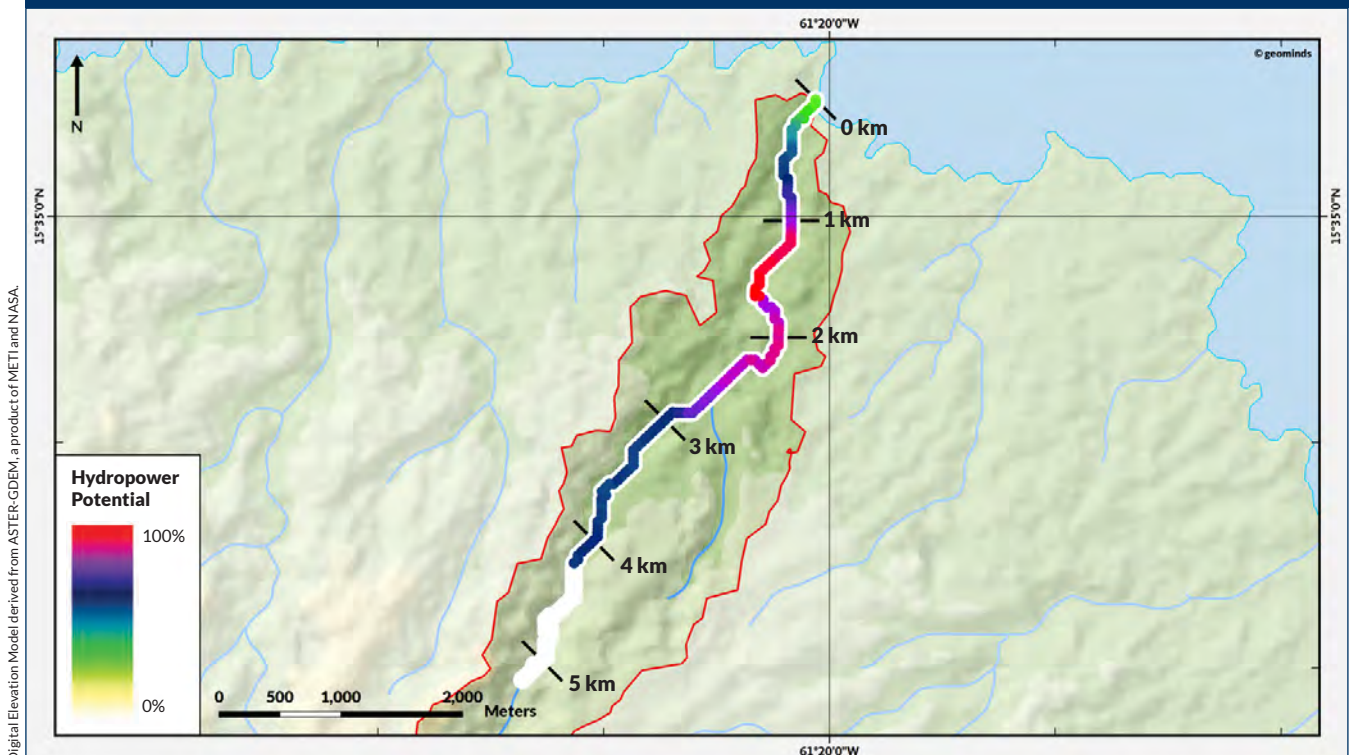 61°20'0"W
© geominds
N
0 km
15°35'0"N
15°35'0"N
1 km
2 km
3 km
4 km
5 km
Hydropower
Potential
100%
0%
0 500 1,000 2,000
Meters
61°20'0"W
Digital Elevation Model derived from ASTER-GDEM, a product of METI and NASA.